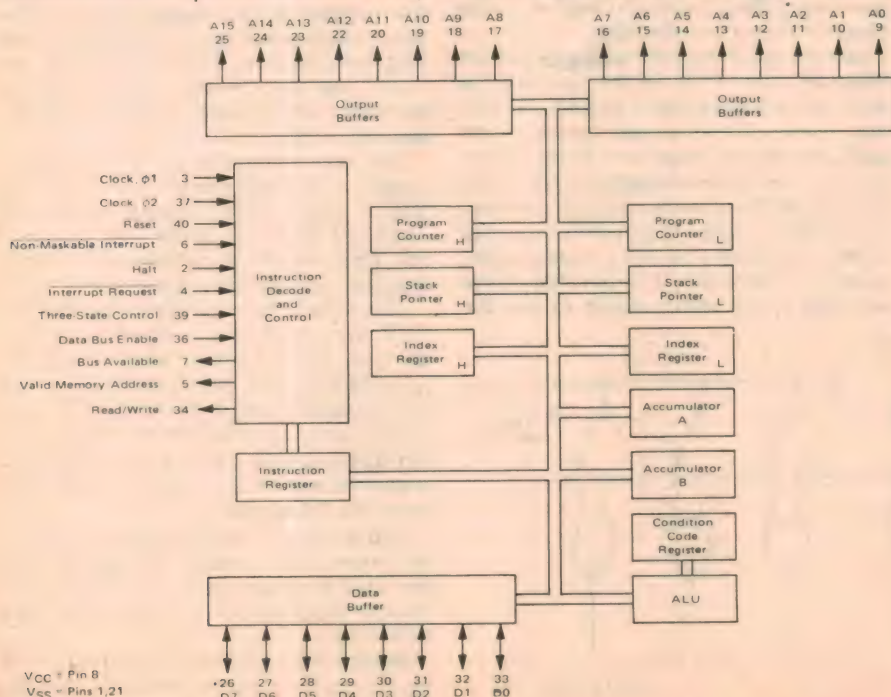 A15 A14 A13 A12 A11 A10 A9 A8
25 24 23 22 20 19 18 17
A7 A6 A5 A4 A3 A2 A1 A0
16 15 14 13 12 11 10 9
Output
Buffers
Output
Buffers
Clock, ϕ1 3
Clock, ϕ2 37
Reset 40
Non-Maskable Interrupt 6
Halt 2
Interrupt Request 4
Three-State Control 39
Data Bus Enable 36
Bus Available 7
Valid Memory Address 5
Read/Write 34
Instruction
Decode
and
Control
Program
Counter H
Program
Counter L
Stack
Pointer H
Stack
Pointer L
Index
Register H
Index
Register L
Accumulator
A
Instruction
Register
Accumulator
B
Condition
Code
Register
Data
Buffer
ALU
26 27 28 29 30 31 32 33
D7 D6 D5 D4 D3 D2 D1 D0
VCC = Pin 8
VSS = Pins 1,21